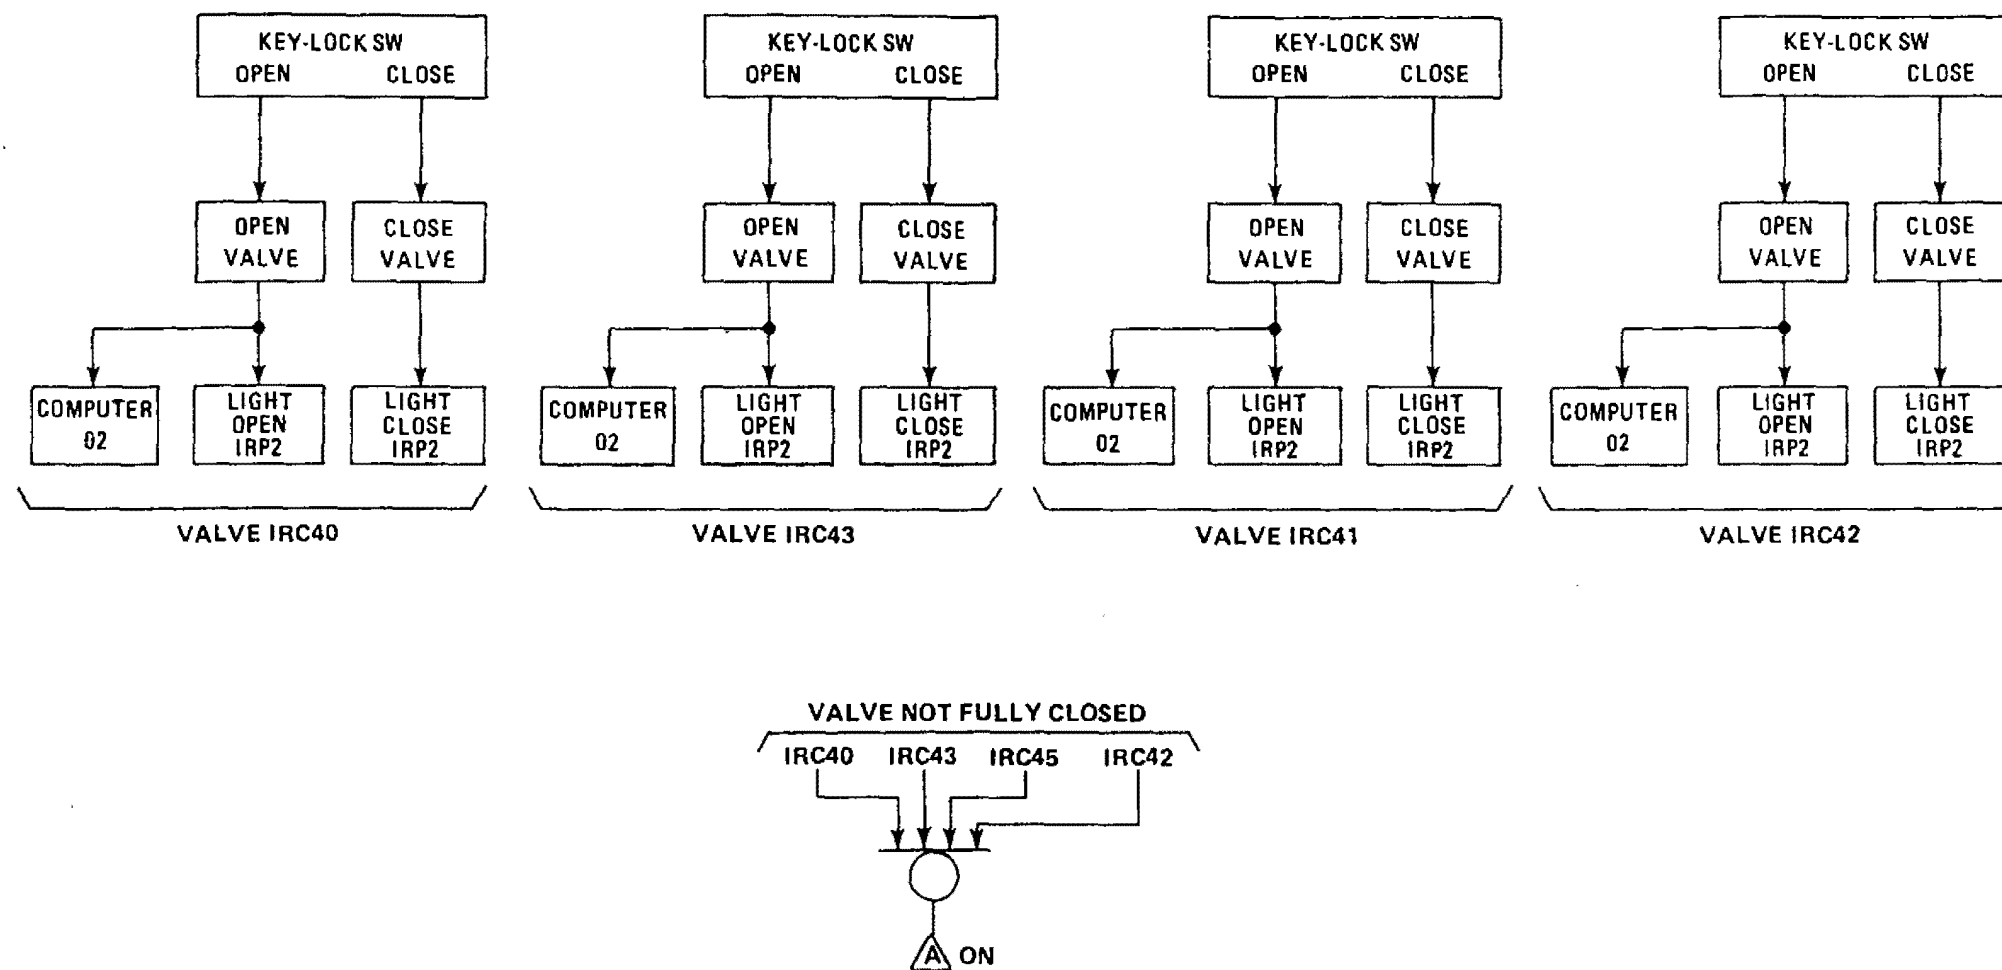 KEY-LOCK SW
OPEN CLOSE
OPEN VALVE
CLOSE VALVE
COMPUTER 02
LIGHT OPEN IRP2
LIGHT CLOSE IRP2
VALVE IRC40
KEY-LOCK SW
OPEN CLOSE
OPEN VALVE
CLOSE VALVE
COMPUTER 02
LIGHT OPEN IRP2
LIGHT CLOSE IRP2
VALVE IRC43
KEY-LOCK SW
OPEN CLOSE
OPEN VALVE
CLOSE VALVE
COMPUTER 02
LIGHT OPEN IRP2
LIGHT CLOSE IRP2
VALVE IRC41
KEY-LOCK SW
OPEN CLOSE
OPEN VALVE
CLOSE VALVE
COMPUTER 02
LIGHT OPEN IRP2
LIGHT CLOSE IRP2
VALVE IRC42
VALVE NOT FULLY CLOSED
IRC40 IRC43 IRC45 IRC42
A ON